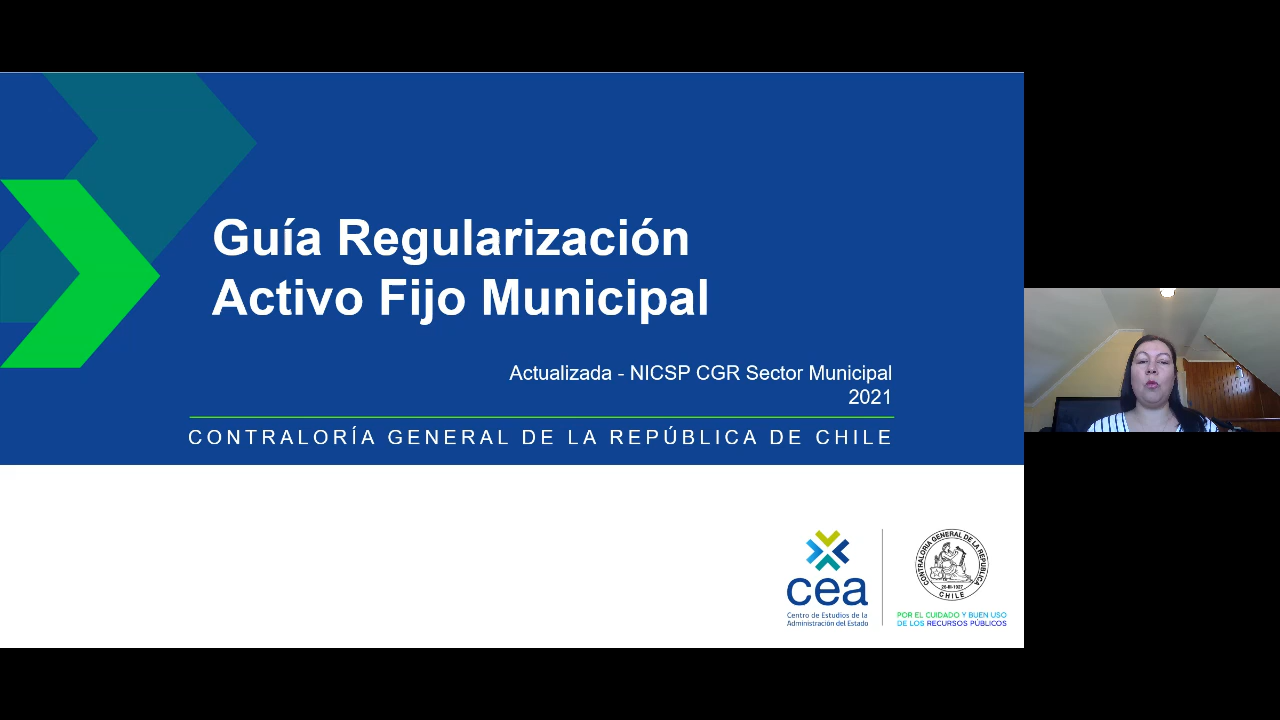 Guía Regularización
Activo Fijo Municipal
Actualizada - NICSP CGR Sector Municipal
2021
CONTRALORÍA GENERAL DE LA REPÚBLICA DE CHILE
cea
Centro de Estudios de la
Administración del Estado
CONTRALORIA GENERAL DE LA REPUBLICA
CHILE
POR EL CUIDADO Y BUEN USO
DE LOS RECURSOS PÚBLICOS